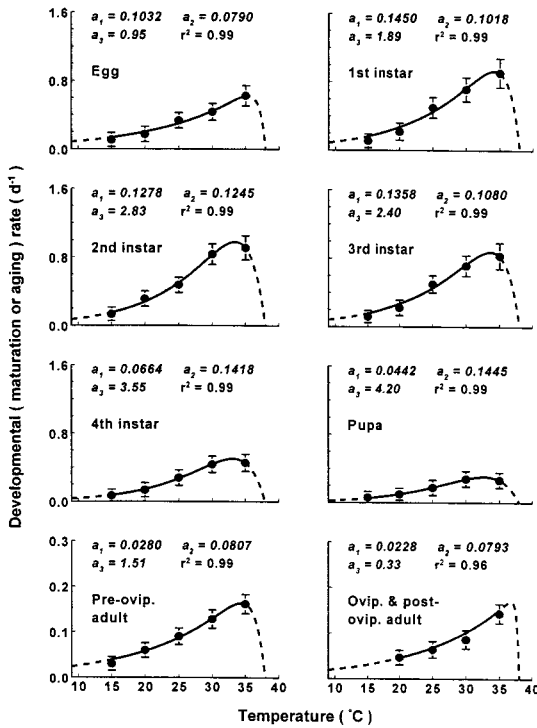 Developmental ( maturation or aging ) rate ( d⁻¹ )
a₁ = 0.1032 a₂ = 0.0790
a₃ = 0.95 r² = 0.99
Egg
1.6
0.8
0.0
a₁ = 0.1450 a₂ = 0.1018
a₃ = 1.89 r² = 0.99
1st instar
a₁ = 0.1278 a₂ = 0.1245
a₃ = 2.83 r² = 0.99
2nd instar
1.6
0.8
0.0
a₁ = 0.1358 a₂ = 0.1080
a₃ = 2.40 r² = 0.99
3rd instar
a₁ = 0.0664 a₂ = 0.1418
a₃ = 3.55 r² = 0.99
4th instar
1.6
0.8
0.0
a₁ = 0.0442 a₂ = 0.1445
a₃ = 4.20 r² = 0.99
Pupa
a₁ = 0.0280 a₂ = 0.0807
a₃ = 1.51 r² = 0.99
Pre-ovip.
adult
0.3
0.2
0.1
0.0
10 15 20 25 30 35 40
a₁ = 0.0228 a₂ = 0.0793
a₃ = 0.33 r² = 0.96
Ovip. & post-
ovip. adult
10 15 20 25 30 35 40
Temperature ( °C )